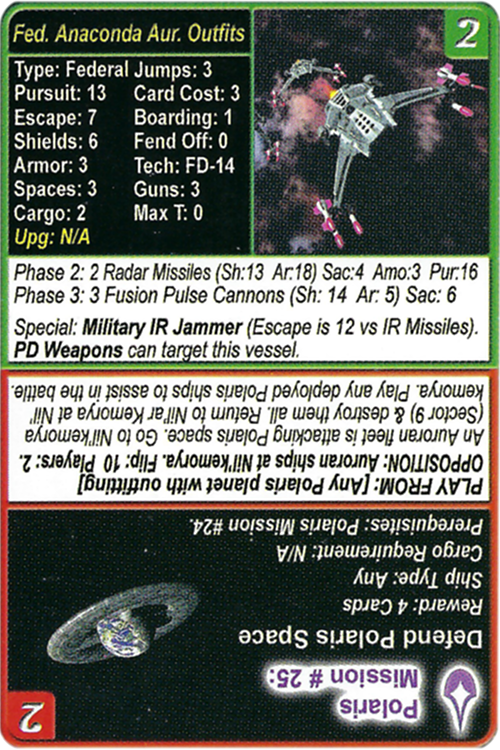 Fed. Anaconda Aur. Outfits
2
Type: Federal Jumps: 3
Pursuit: 13 Card Cost: 3
Escape: 7 Boarding: 1
Shields: 6 Fend Off: 0
Armor: 3 Tech: FD-14
Spaces: 3 Guns: 3
Cargo: 2 Max T: 0
Upg: N/A
Phase 2: 2 Radar Missiles (Sh:13 Ar:18) Sac:4 Amo:3 Pur:16
Phase 3: 3 Fusion Pulse Cannons (Sh: 14 Ar: 5) Sac: 6
Special: Military IR Jammer (Escape is 12 vs IR Missiles).
PD Weapons can target this vessel.
Polaris
Mission # 25:
2
Defend Polaris Space
Reward: 4 Cards
Ship Type: Any
Cargo Requirement: N/A
Prerequisites: Polaris Mission #24.
PLAY FROM: [Any Polaris planet with outfitting]
OPPOSITION: Auroran ships at Nil'kemorya. Flip: 10 Players: 2.
An Auroran fleet is attacking Polaris space. Go to Nil'kemorya
(Sector 9) & destroy them all. Return to Nil'ar Kemorya at Nil'
kemorya. Play any deployed Polaris ships to assist in the battle.